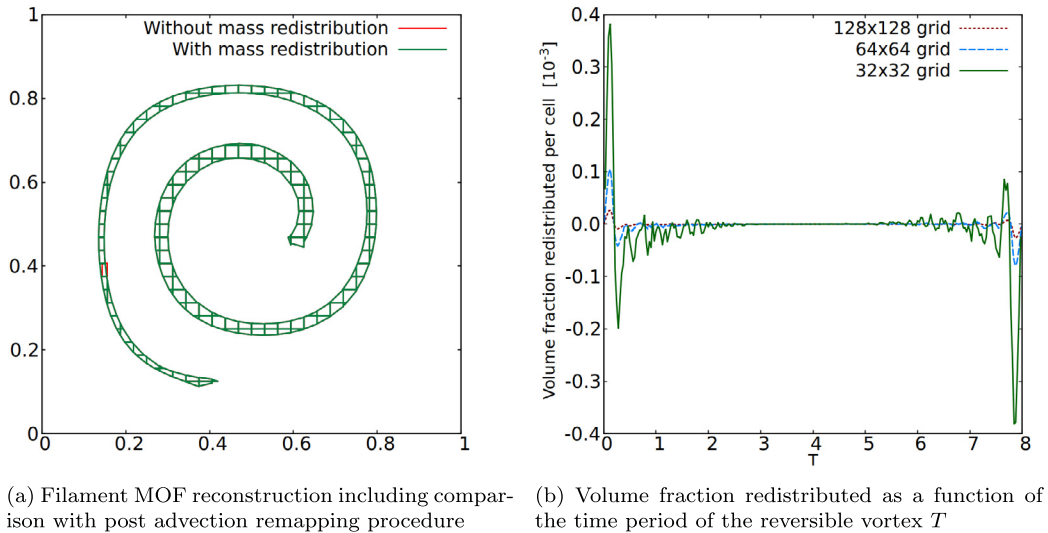 1
0.8
0.6
0.4
0.2
0
0
0.2
0.4
0.6
0.8
1
Without mass redistribution
With mass redistribution
Volume fraction redistributed per cell [10⁻³]
0.4
0.3
0.2
0.1
0.0
-0.1
-0.2
-0.3
-0.4
0
1
2
3
4
5
6
7
8
T
128x128 grid
64x64 grid
32x32 grid
(a) Filament MOF reconstruction including compar-
ison with post advection remapping procedure
(b) Volume fraction redistributed as a function of
the time period of the reversible vortex T